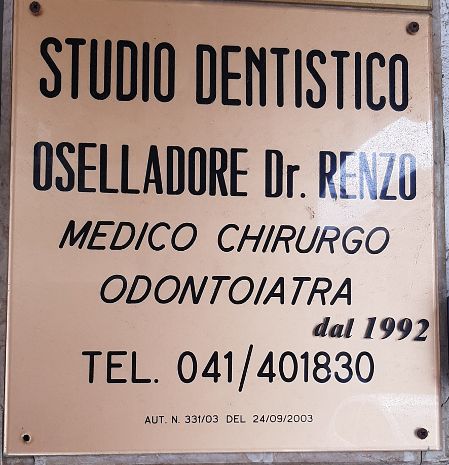 STUDIO DENTISTICO
OSELLADORE Dr. RENZO
MEDICO CHIRURGO
ODONTOIATRA
dal 1992
TEL. 041/401830
AUT. N. 331/03 DEL 24/09/2003